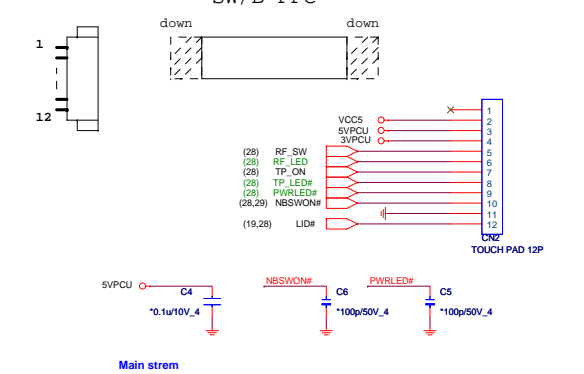 SW/B FFC
down down
1
12
1
VCC5 2
5VPCU 3
3VPCU 4
(28) RF_SW 5
(28) RF_LED 6
(28) TP_ON 7
(28) TP_LED# 8
(28) PWRLED# 9
(28,29) NBSWON# 10
11
(19,28) LID# 12
CN2
TOUCH PAD 12P
5VPCU NBSWON# PWRLED#
C4 C6 C5
*0.1u/10V_4 *100p/50V_4 *100p/50V_4
Main strem